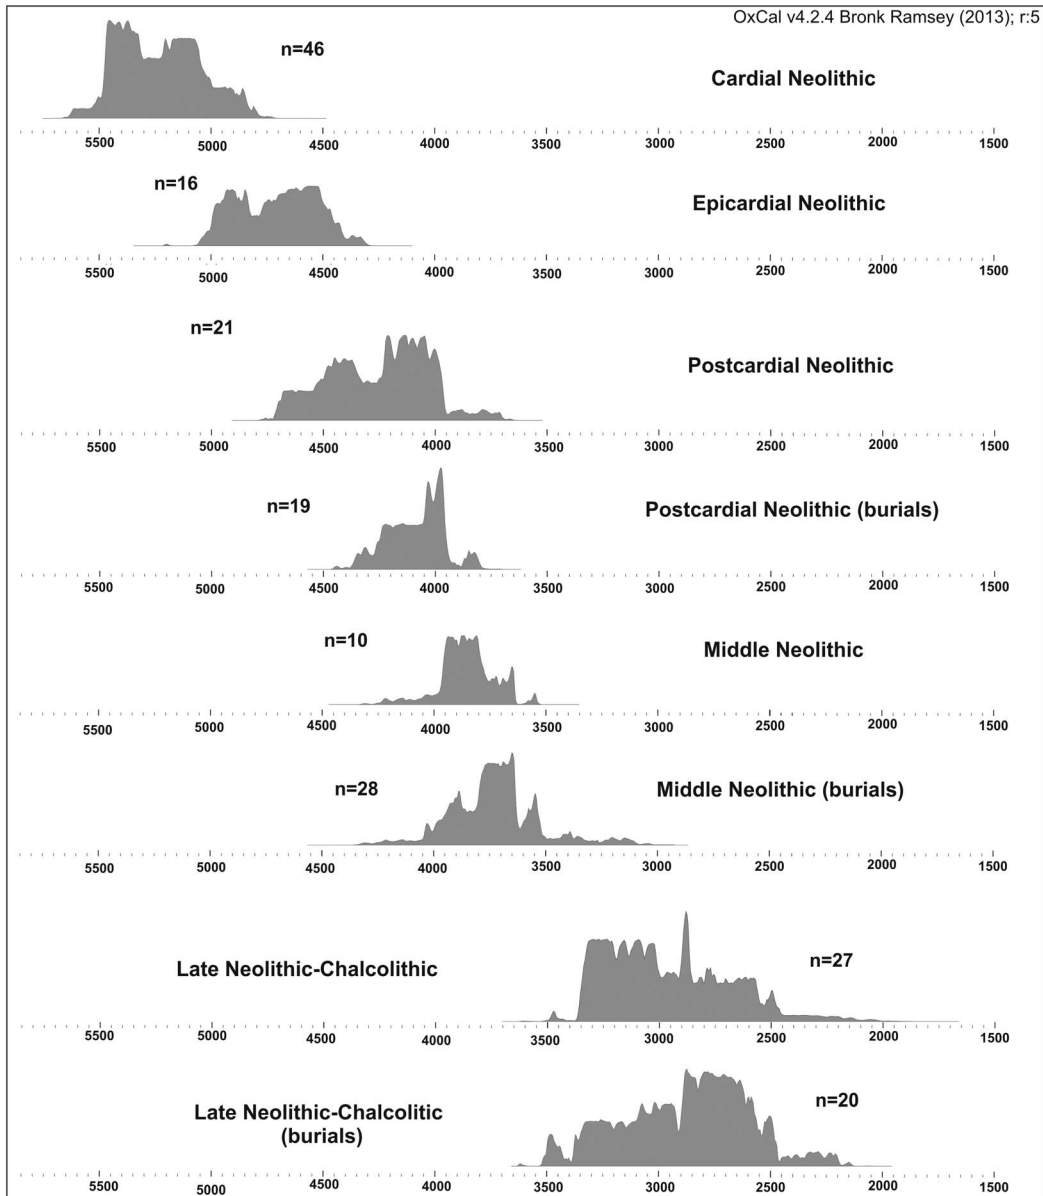 OxCal v4.2.4 Bronk Ramsey (2013); r:5
n=46
Cardial Neolithic
5500 5000 4500 4000 3500 3000 2500 2000 1500
n=16
Epicardial Neolithic
5500 5000 4500 4000 3500 3000 2500 2000 1500
n=21
Postcardial Neolithic
5500 5000 4500 4000 3500 3000 2500 2000 1500
n=19
Postcardial Neolithic (burials)
5500 5000 4500 4000 3500 3000 2500 2000 1500
n=10
Middle Neolithic
5500 5000 4500 4000 3500 3000 2500 2000 1500
n=28
Middle Neolithic (burials)
5500 5000 4500 4000 3500 3000 2500 2000 1500
Late Neolithic-Chalcolithic
n=27
5500 5000 4500 4000 3500 3000 2500 2000 1500
Late Neolithic-Chalcolitic
(burials)
n=20
5500 5000 4500 4000 3500 3000 2500 2000 1500